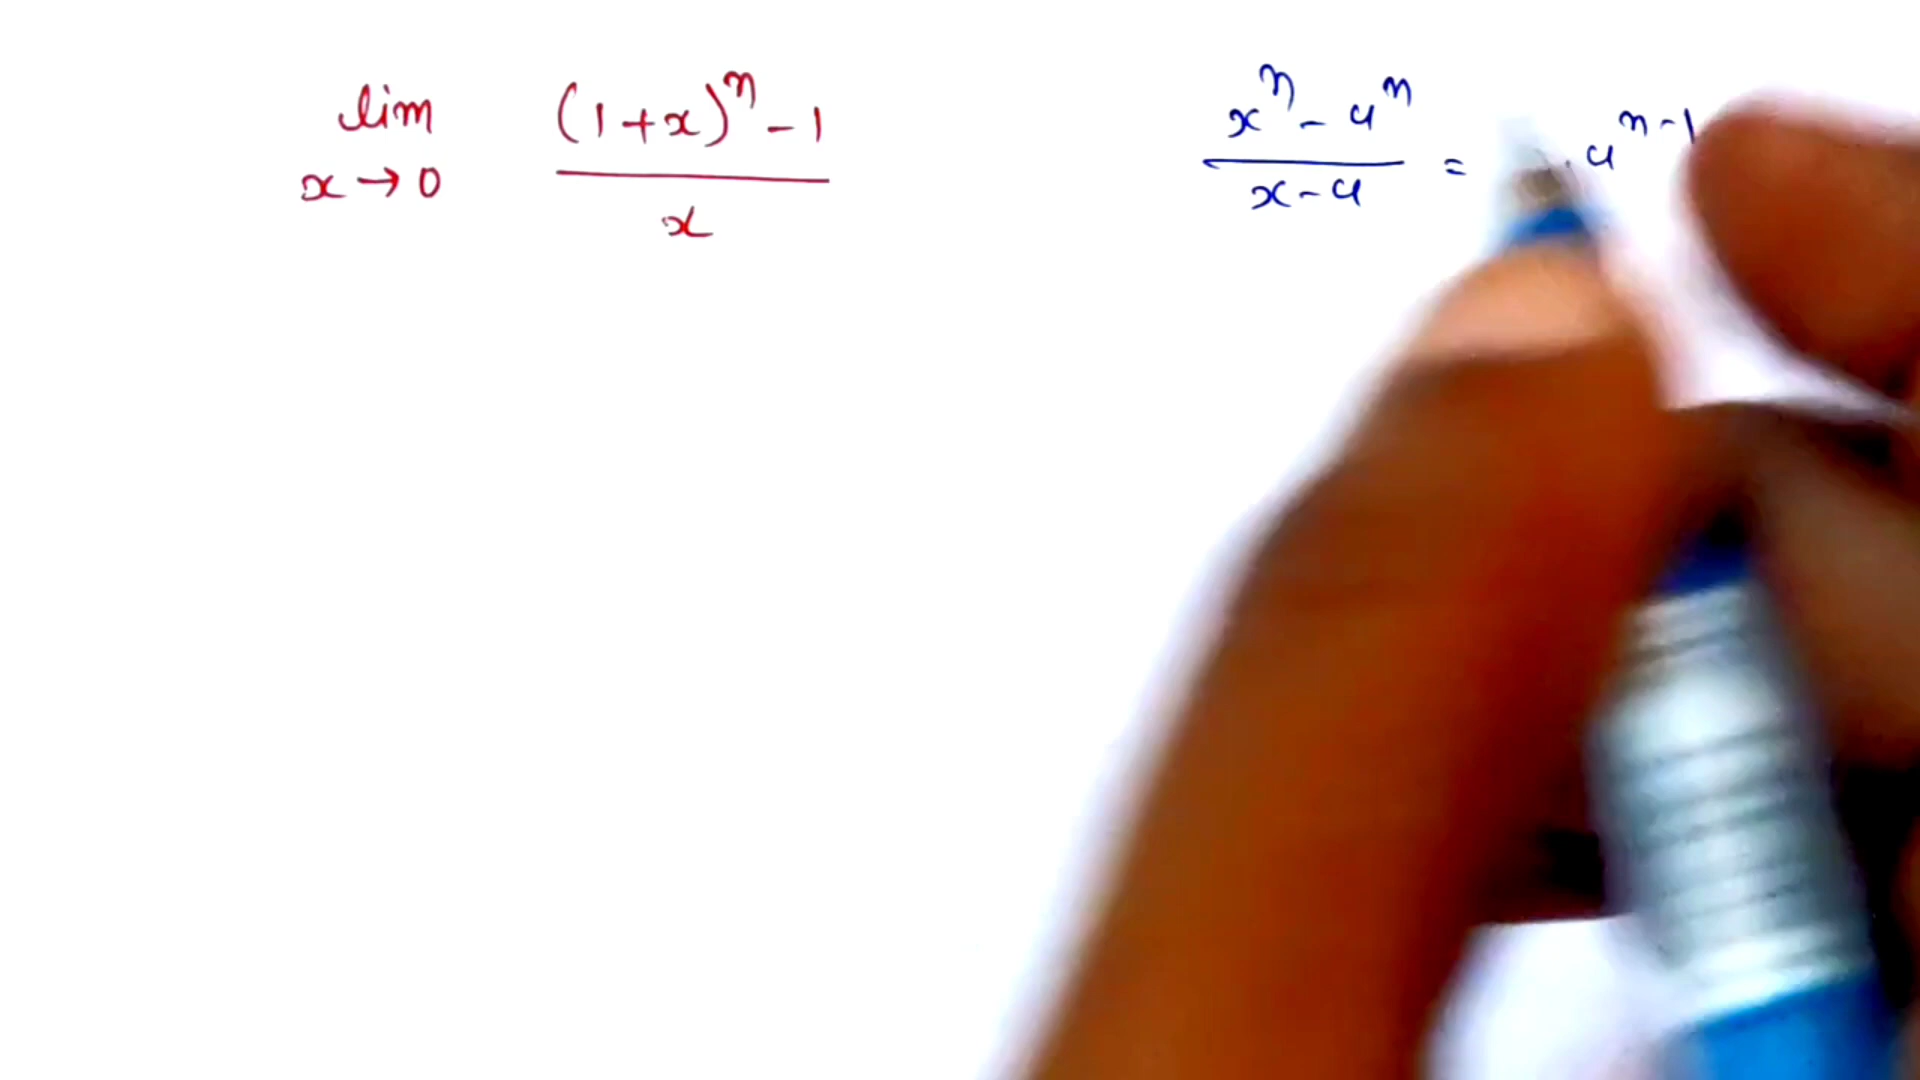 lim x→0 ((1+x)^n - 1) / x
(x^n - a^n) / (x - a) = . a^(n-1)